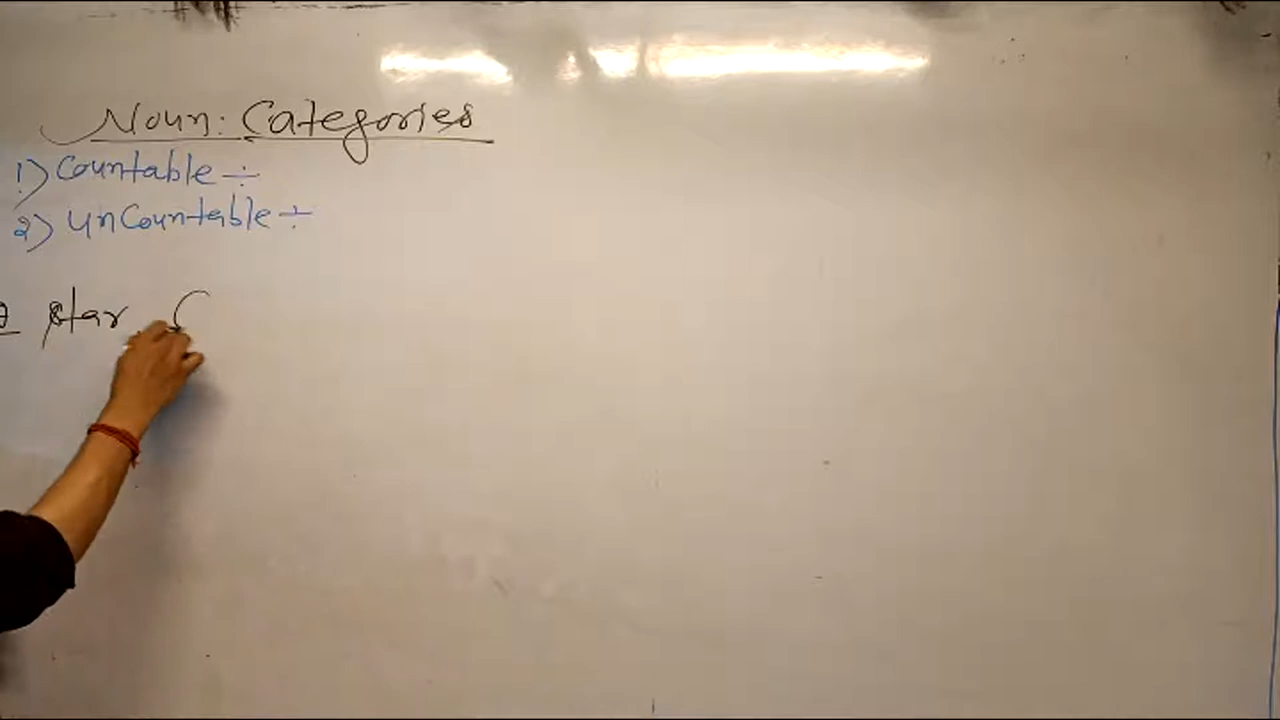 Noun: Categories
1) Countable ÷
2) Uncountable ÷
star (